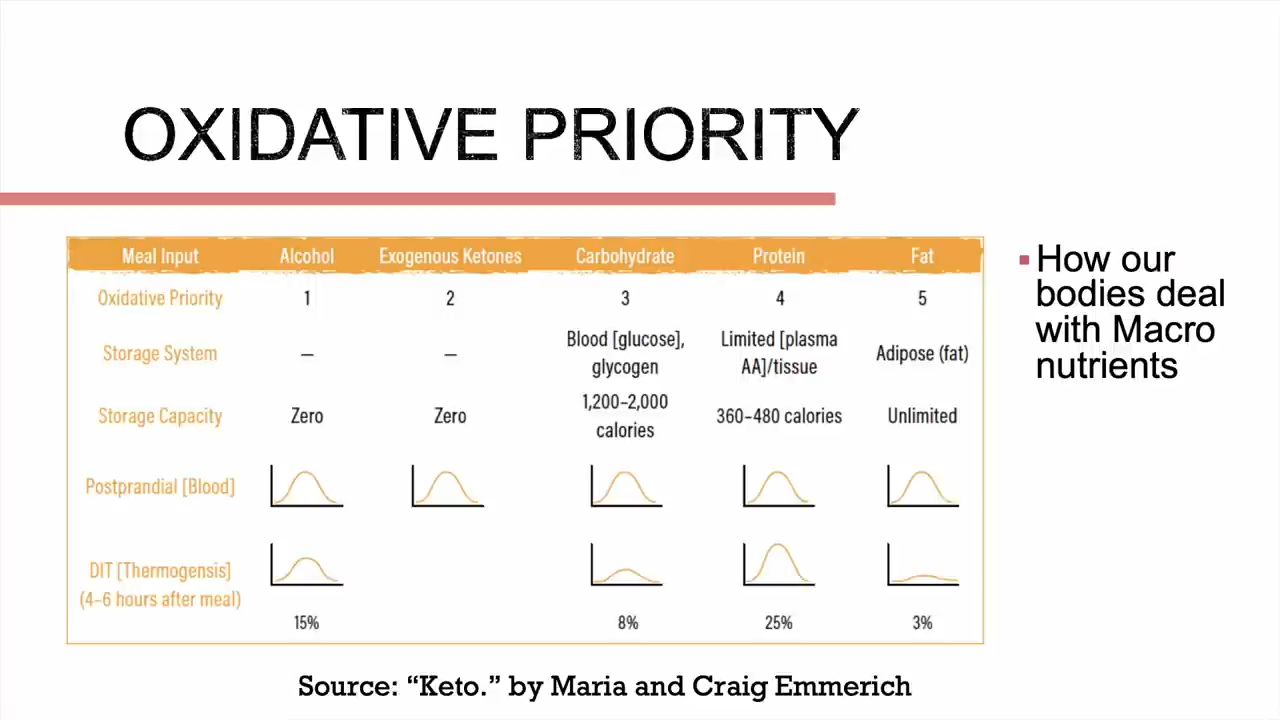 OXIDATIVE PRIORITY
Meal Input Alcohol Exogenous Ketones Carbohydrate Protein Fat
Oxidative Priority 1 2 3 4 5
Storage System — — Blood [glucose], glycogen Limited [plasma AA]/tissue Adipose (fat)
Storage Capacity Zero Zero 1,200–2,000 calories 360–480 calories Unlimited
Postprandial [Blood]
DIT [Thermogensis]
(4–6 hours after meal)
15% 8% 25% 3%
How our
bodies deal
with Macro
nutrients
Source: “Keto.” by Maria and Craig Emmerich